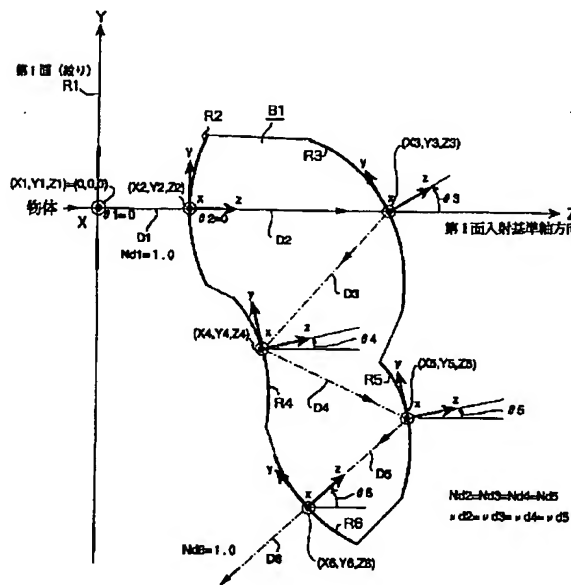 Y
第1面(絞り)
R1
R2
B1
R3
(X1,Y1,Z1)=(0,0,0)
(X2,Y2,Z2)
(X3,Y3,Z3)
y
y
物体
X
θ1=0
x
z
θ2=0
x
z
θ3
Z
第1面入射基準軸方向
D1
D2
Nd1=1.0
D3
y
x
z
θ4
(X4,Y4,Z4)
R4
D4
R5
y
(X5,Y5,Z5)
x
z
θ5
D5
y
z
x
θ6
R6
Nd2=Nd3=Nd4=Nd5
νd2=νd3=νd4=νd5
Nd6=1.0
D6
(X6,Y6,Z6)